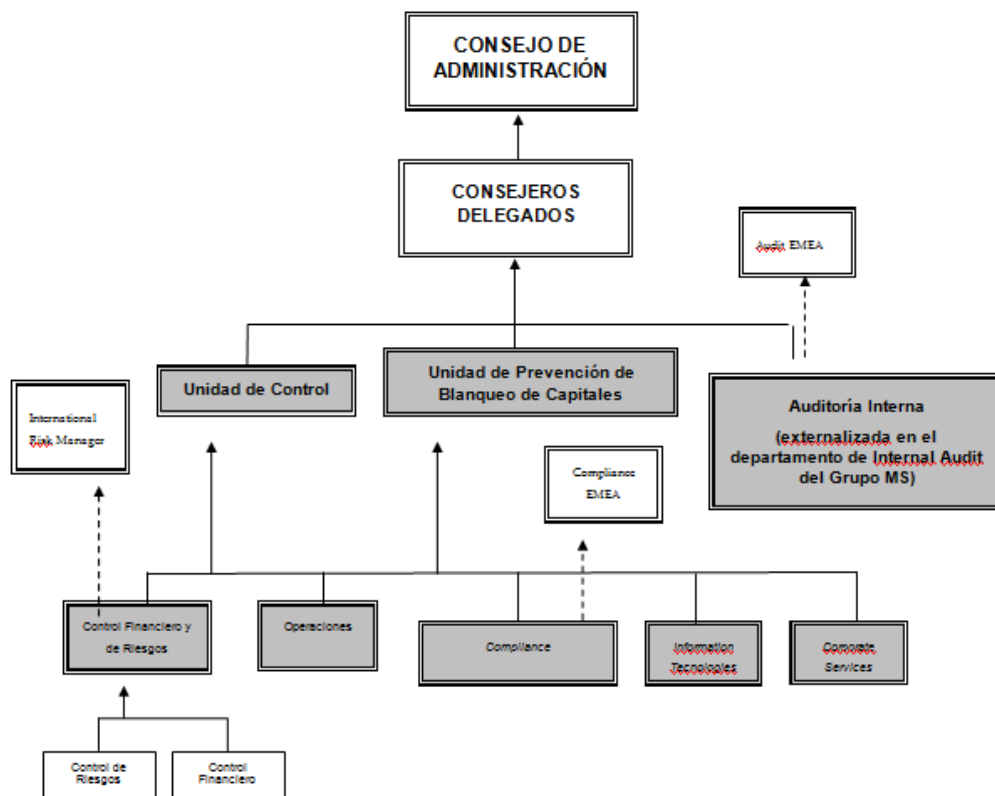 CONSEJO DE
ADMINISTRACIÓN
CONSEJEROS
DELEGADOS
Audit EMEA
Unidad de Control
Unidad de Prevención de
Blanqueo de Capitales
Auditoría Interna
(externalizada en el
departamento de Internal Audit
del Grupo MS)
International
Risk Manager
Compliance
EMEA
Control Financiero y
de Riesgos
Operaciones
Compliance
Information
Tecnologies
Corporate
Services
Control de
Riesgos
Control
Financiero